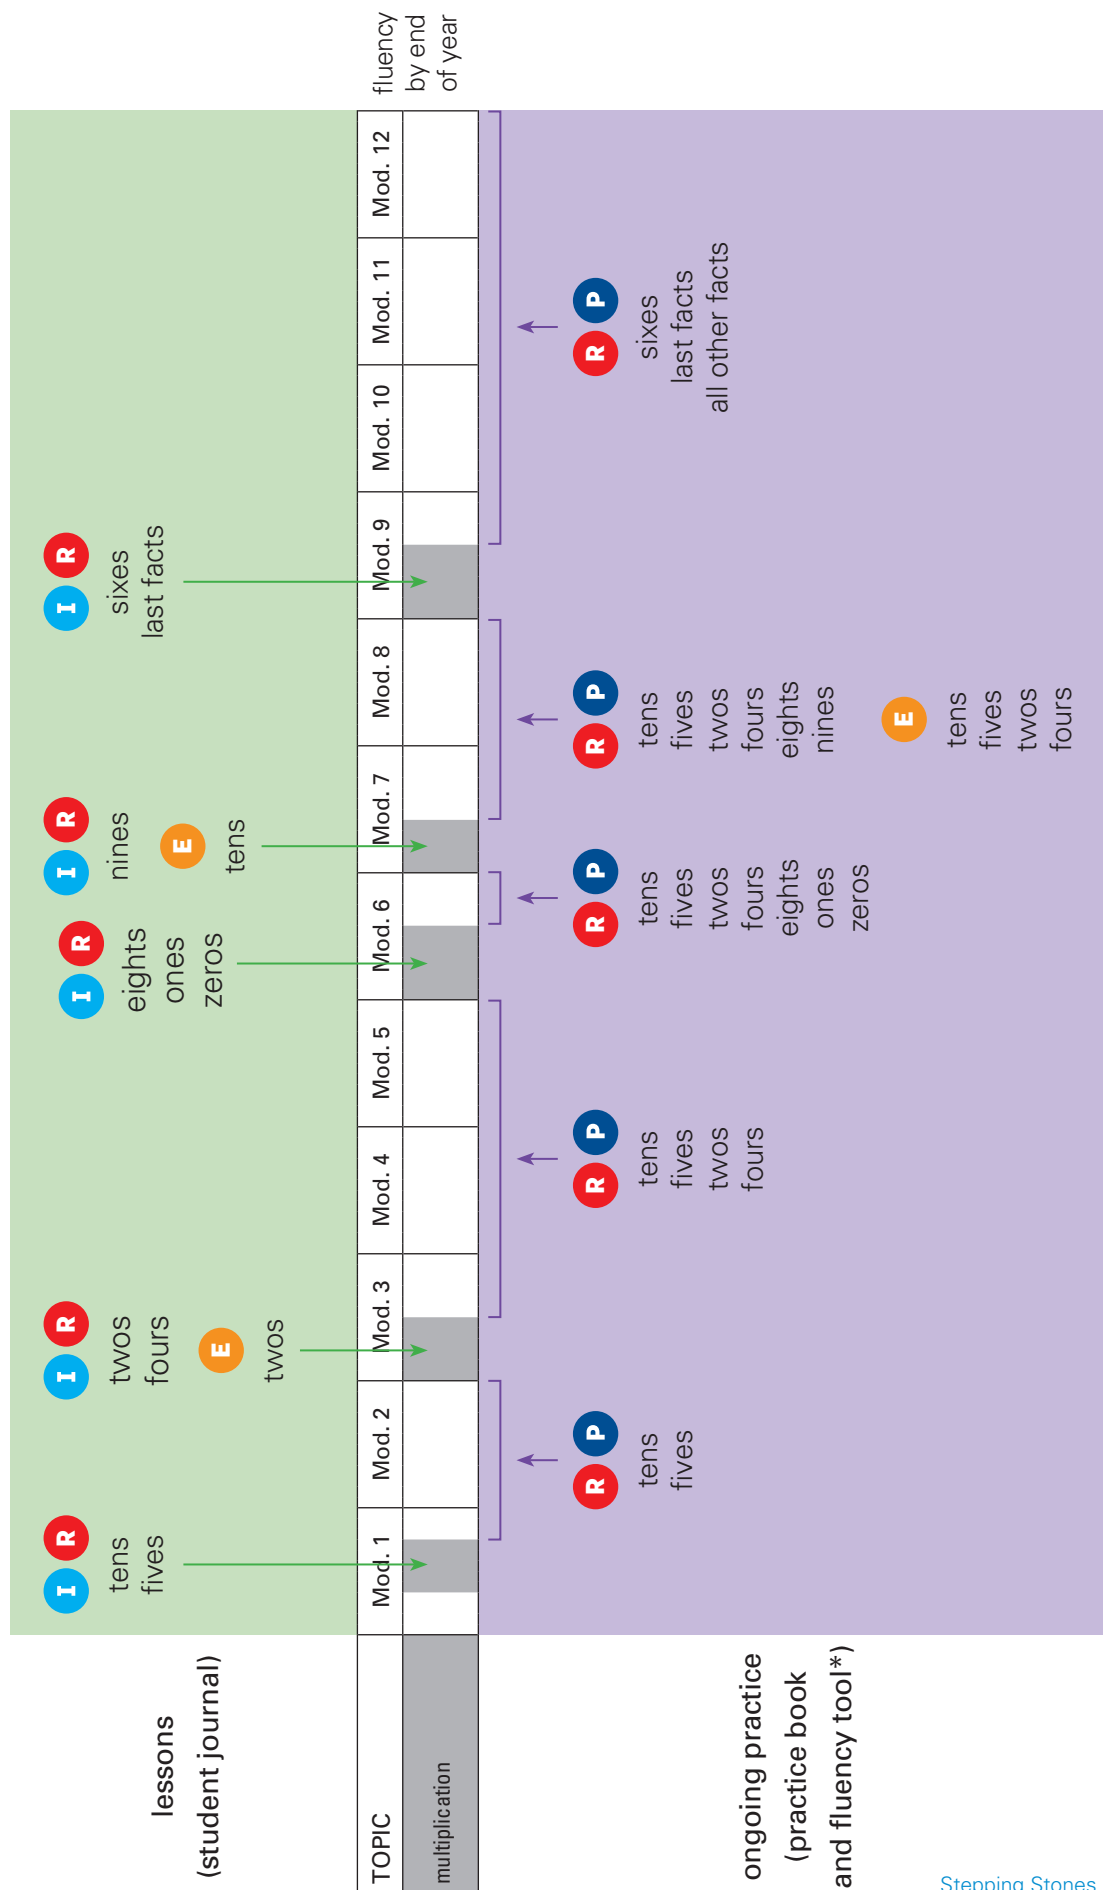 lessons
(student journal)
I R
tens
fives
I R
twos
fours
E
twos
I R
eights
ones
zeros
I R
nines
E
tens
I R
sixes
last facts
TOPIC
Mod. 1
Mod. 2
Mod. 3
Mod. 4
Mod. 5
Mod. 6
Mod. 7
Mod. 8
Mod. 9
Mod. 10
Mod. 11
Mod. 12
fluency
by end
of year
multiplication
ongoing practice
(practice book
and fluency tool*)
R P
tens
fives
R P
tens
fives
twos
fours
R P
tens
fives
twos
fours
eights
ones
zeros
R P
tens
fives
twos
fours
eights
nines
E
tens
fives
twos
fours
R P
sixes
last facts
all other facts
Stepping Stones